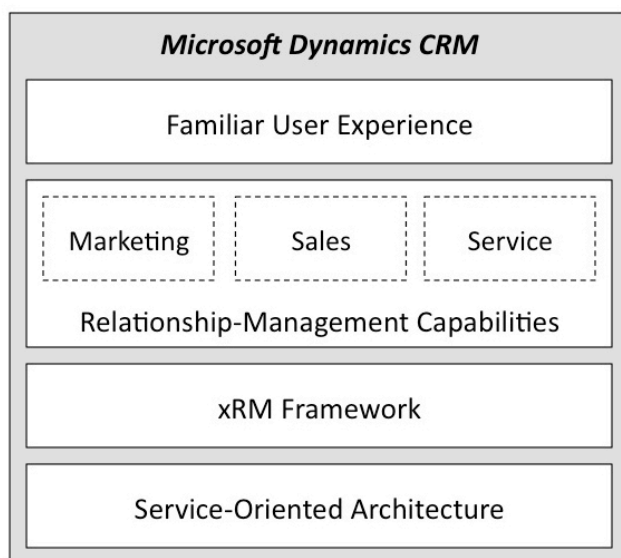 Microsoft Dynamics CRM
Familiar User Experience
Marketing Sales Service
Relationship-Management Capabilities
xRM Framework
Service-Oriented Architecture